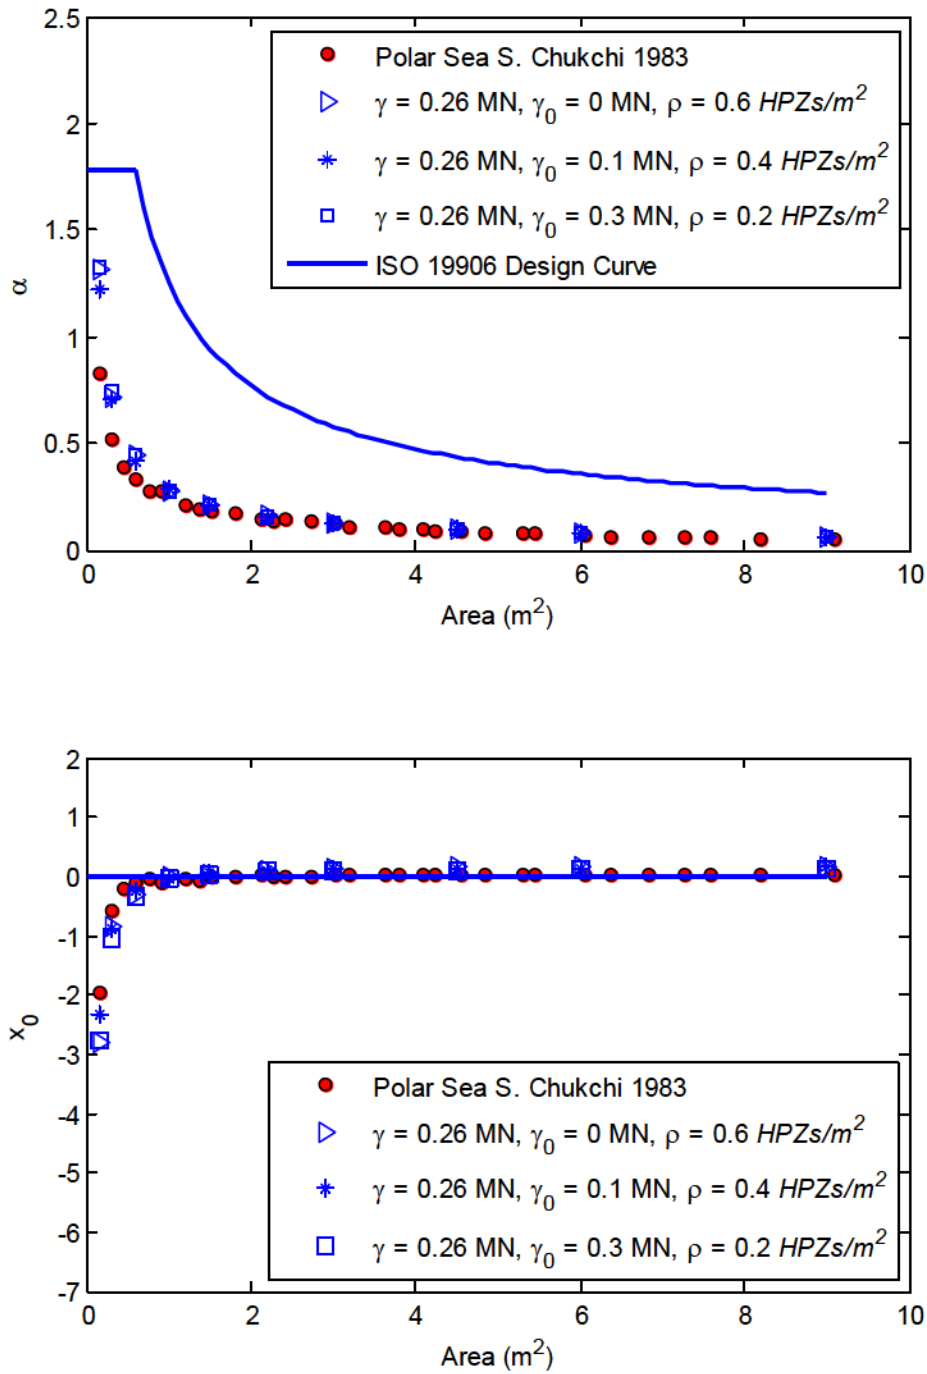 2.5
2
1.5
1
0.5
0
α
Polar Sea S. Chukchi 1983
γ = 0.26 MN, γ₀ = 0 MN, ρ = 0.6 HPZs/m²
γ = 0.26 MN, γ₀ = 0.1 MN, ρ = 0.4 HPZs/m²
γ = 0.26 MN, γ₀ = 0.3 MN, ρ = 0.2 HPZs/m²
ISO 19906 Design Curve
0 2 4 6 8 10
Area (m²)
2
1
0
-1
-2
-3
-4
-5
-6
-7
x₀
Polar Sea S. Chukchi 1983
γ = 0.26 MN, γ₀ = 0 MN, ρ = 0.6 HPZs/m²
γ = 0.26 MN, γ₀ = 0.1 MN, ρ = 0.4 HPZs/m²
γ = 0.26 MN, γ₀ = 0.3 MN, ρ = 0.2 HPZs/m²
0 2 4 6 8 10
Area (m²)